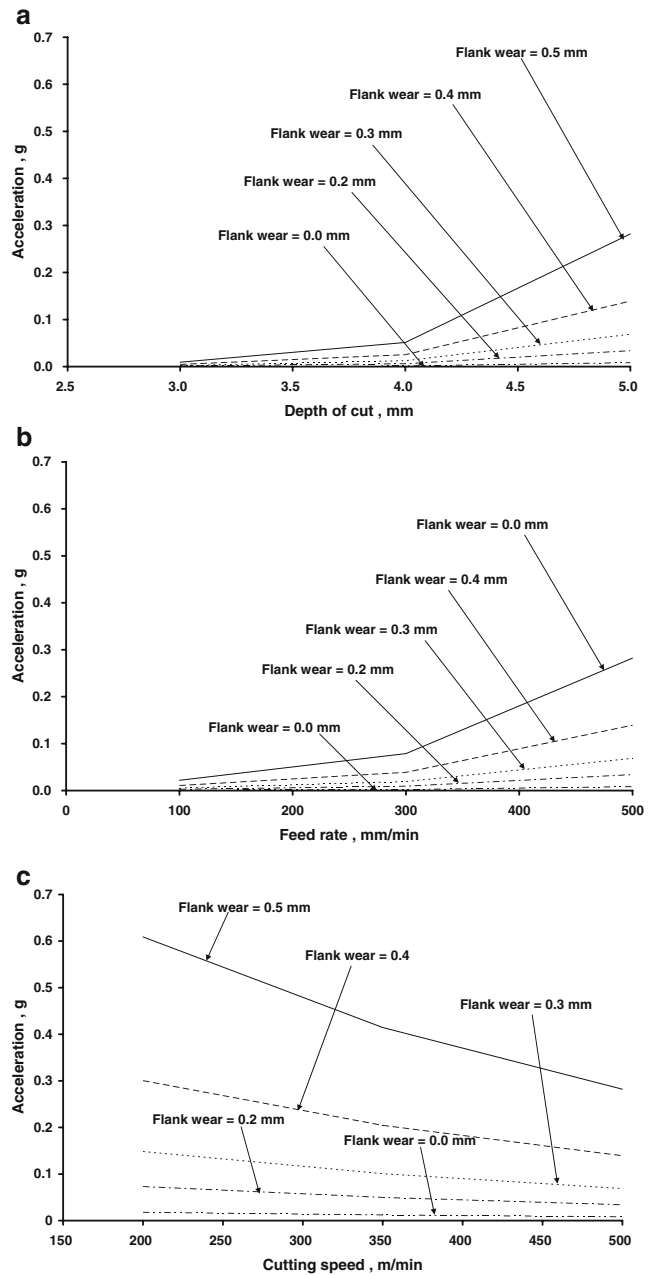 a
0.7
Flank wear =
0.5 mm
0.6
Flank wear = 0.4 mm
0.5
Flank wear = 0.3 mm
0.4
Flank wear = 0.2 mm
0.3
Flank wear = 0.0 mm
0.2
0.1
0.0
Acceleration , g
2.5 3.0 3.5 4.0 4.5 5.0
Depth of cut , mm
b
0.7
0.6
Flank wear = 0.0 mm
0.5
Flank wear = 0.4 mm
0.4
Flank wear = 0.3 mm
0.3
Flank wear = 0.2 mm
0.2
Flank wear = 0.0 mm
0.1
0.0
Acceleration , g
0 100 200 300 400 500
Feed rate , mm/min
c
0.7
Flank wear = 0.5 mm
0.6
Flank wear = 0.4
0.5
Flank wear = 0.3 mm
0.4
0.3
Flank wear = 0.2 mm
0.2
Flank wear = 0.0 mm
0.1
0
Acceleration , g
150 200 250 300 350 400 450 500
Cutting speed , m/min